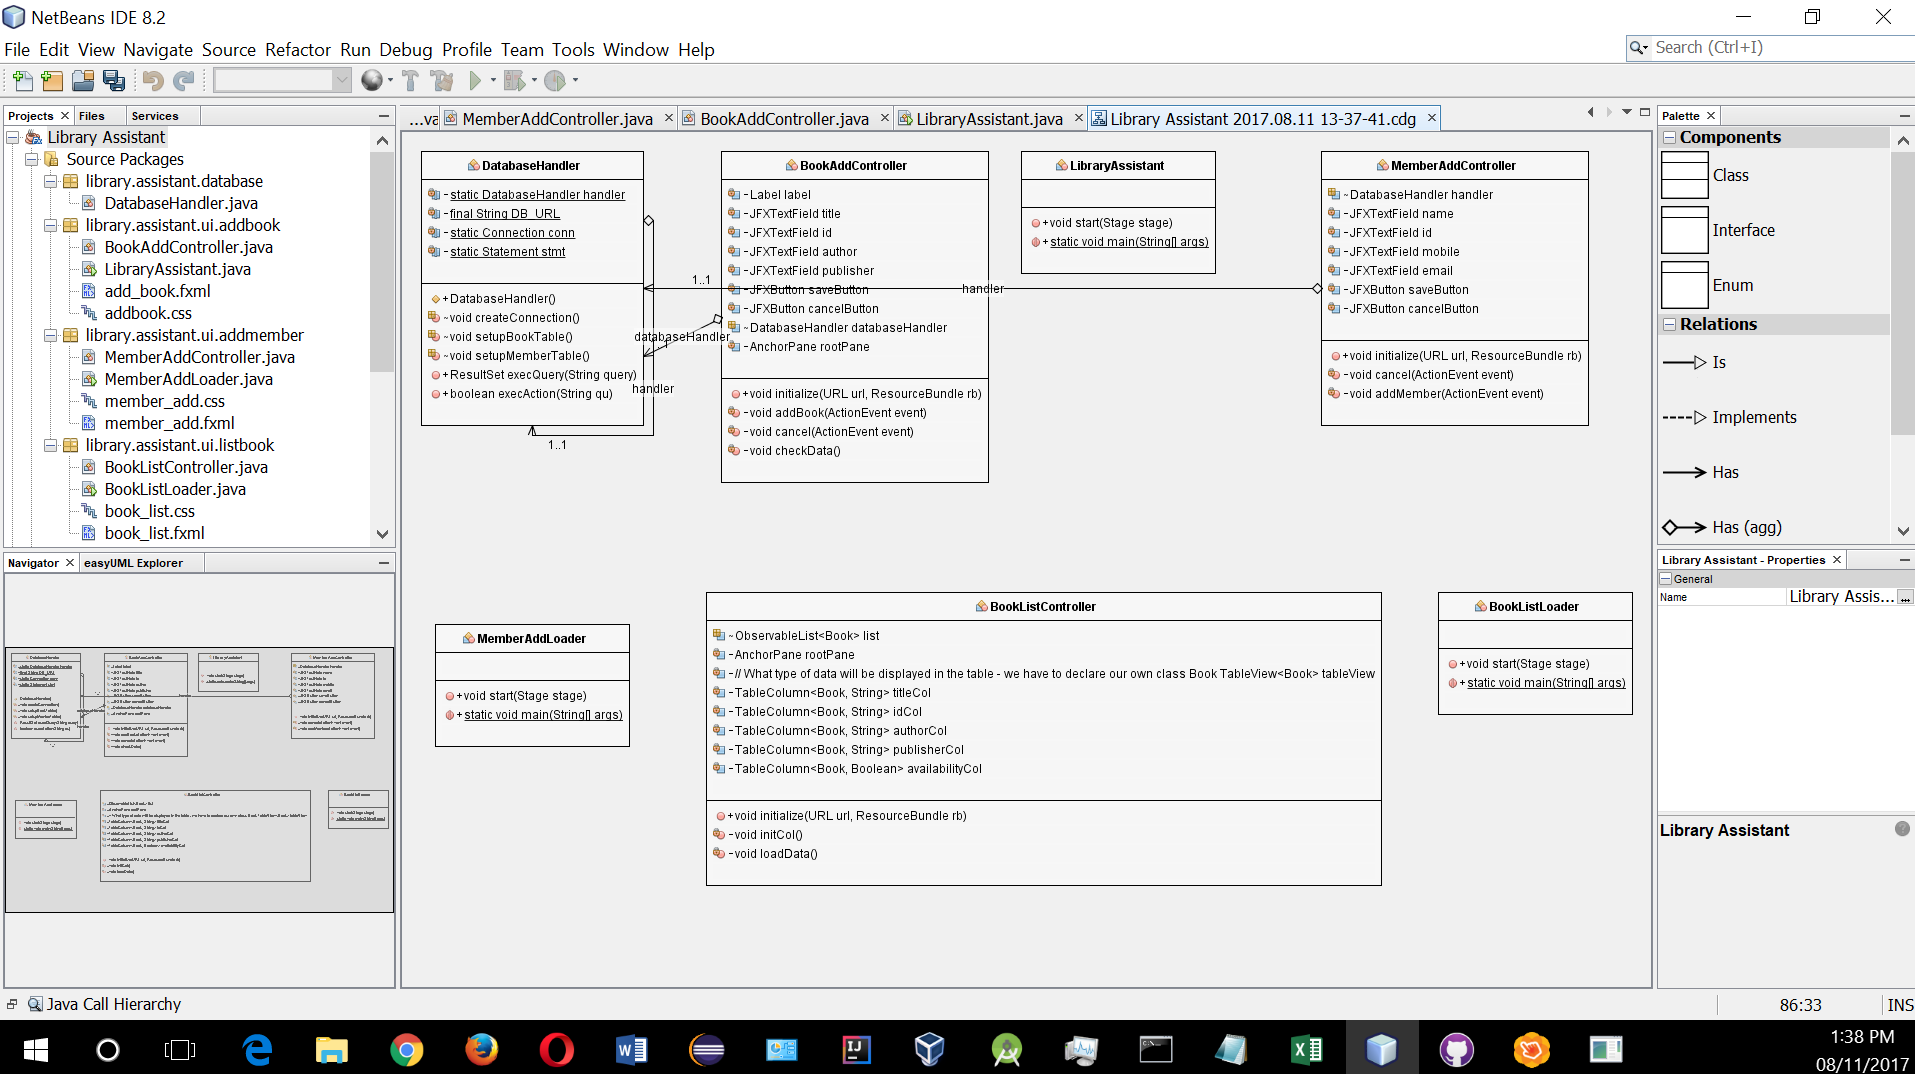 NetBeans IDE 8.2
File Edit View Navigate Source Refactor Run Debug Profile Team Tools Window Help
Search (Ctrl+I)
Projects Files Services
Library Assistant
Source Packages
library.assistant.database
DatabaseHandler.java
library.assistant.ui.addbook
BookAddController.java
LibraryAssistant.java
add_book.fxml
addbook.css
library.assistant.ui.addmember
MemberAddController.java
MemberAddLoader.java
member_add.css
member_add.fxml
library.assistant.ui.listbook
BookListController.java
BookListLoader.java
book_list.css
book_list.fxml
Navigator easyUML Explorer
...va MemberAddController.java BookAddController.java LibraryAssistant.java Library Assistant 2017.08.11 13-37-41.cdg
DatabaseHandler
-static DatabaseHandler handler
-final String DB_URL
-static Connection conn
-static Statement stmt
+DatabaseHandler()
~void createConnection()
~void setupBookTable()
~void setupMemberTable()
+ResultSet execQuery(String query)
+boolean execAction(String qu)
1..1
databaseHandler
handler
1..1
BookAddController
-Label label
-JFXTextField title
-JFXTextField id
-JFXTextField author
-JFXTextField publisher
-JFXButton saveButton
-JFXButton cancelButton
~DatabaseHandler databaseHandler
-AnchorPane rootPane
+void initialize(URL url, ResourceBundle rb)
-void addBook(ActionEvent event)
-void cancel(ActionEvent event)
-void checkData()
handler
LibraryAssistant
+void start(Stage stage)
+static void main(String[] args)
MemberAddController
~DatabaseHandler handler
-JFXTextField name
-JFXTextField id
-JFXTextField mobile
-JFXTextField email
-JFXButton saveButton
-JFXButton cancelButton
+void initialize(URL url, ResourceBundle rb)
-void cancel(ActionEvent event)
-void addMember(ActionEvent event)
MemberAddLoader
+void start(Stage stage)
+static void main(String[] args)
BookListController
~ObservableList<Book> list
-AnchorPane rootPane
-// What type of data will be displayed in the table - we have to declare our own class Book TableView<Book> tableView
-TableColumn<Book, String> titleCol
-TableColumn<Book, String> idCol
-TableColumn<Book, String> authorCol
-TableColumn<Book, String> publisherCol
-TableColumn<Book, Boolean> availabilityCol
+void initialize(URL url, ResourceBundle rb)
-void initCol()
-void loadData()
BookListLoader
+void start(Stage stage)
+static void main(String[] args)
Palette
Components
Class
Interface
Enum
Relations
Is
Implements
Has
Has (agg)
Library Assistant - Properties
General
Name Library Assis... ...
Library Assistant
Java Call Hierarchy
86:33 INS
1:38 PM
08/11/2017